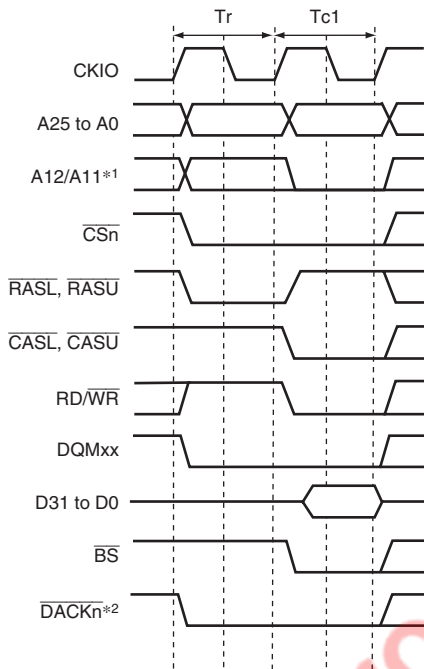 Tr Tc1
CKIO
A25 to A0
A12/A11*1
CSn
RASL, RASU
CASL, CASU
RD/WR
DQMxx
D31 to D0
BS
DACKn*2